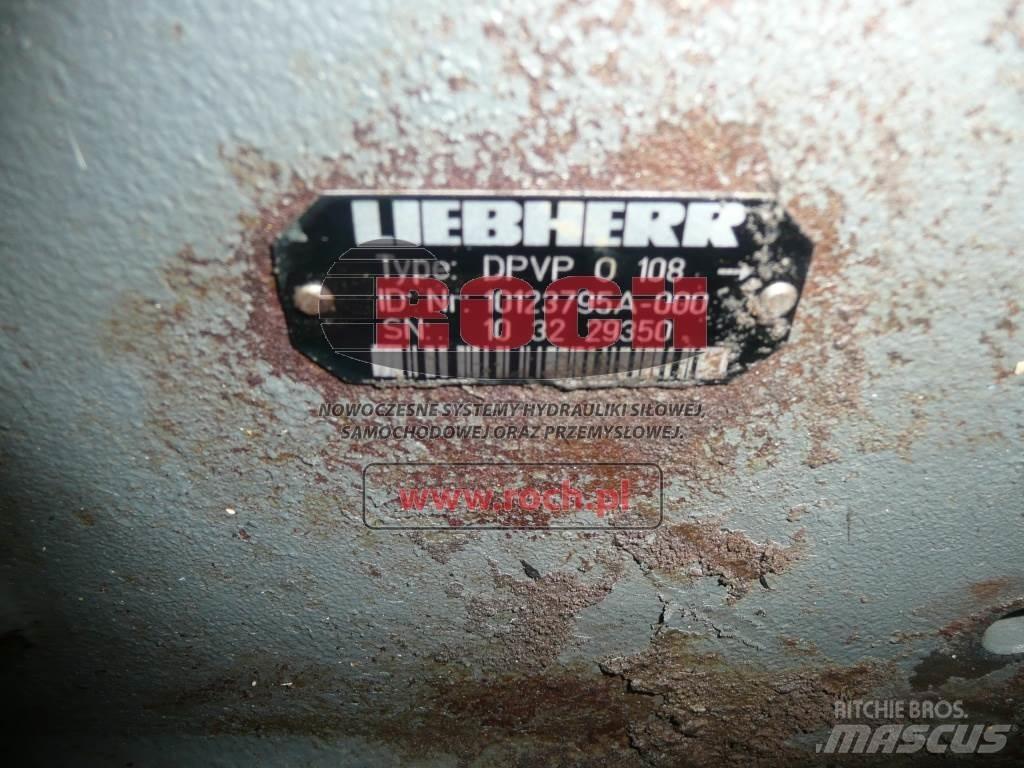 LIEBHERR
Type: DPVP O 108 →
ID. Nr. 10123795A 000
SN.: 10 32 29350
ROCH
NOWOCZESNE SYSTEMY HYDRAULIKI SIŁOWEJ,
SAMOCHODOWEJ ORAZ PRZEMYSŁOWEJ.
www.roch.pl
RITCHIE BROS.
MASCUS